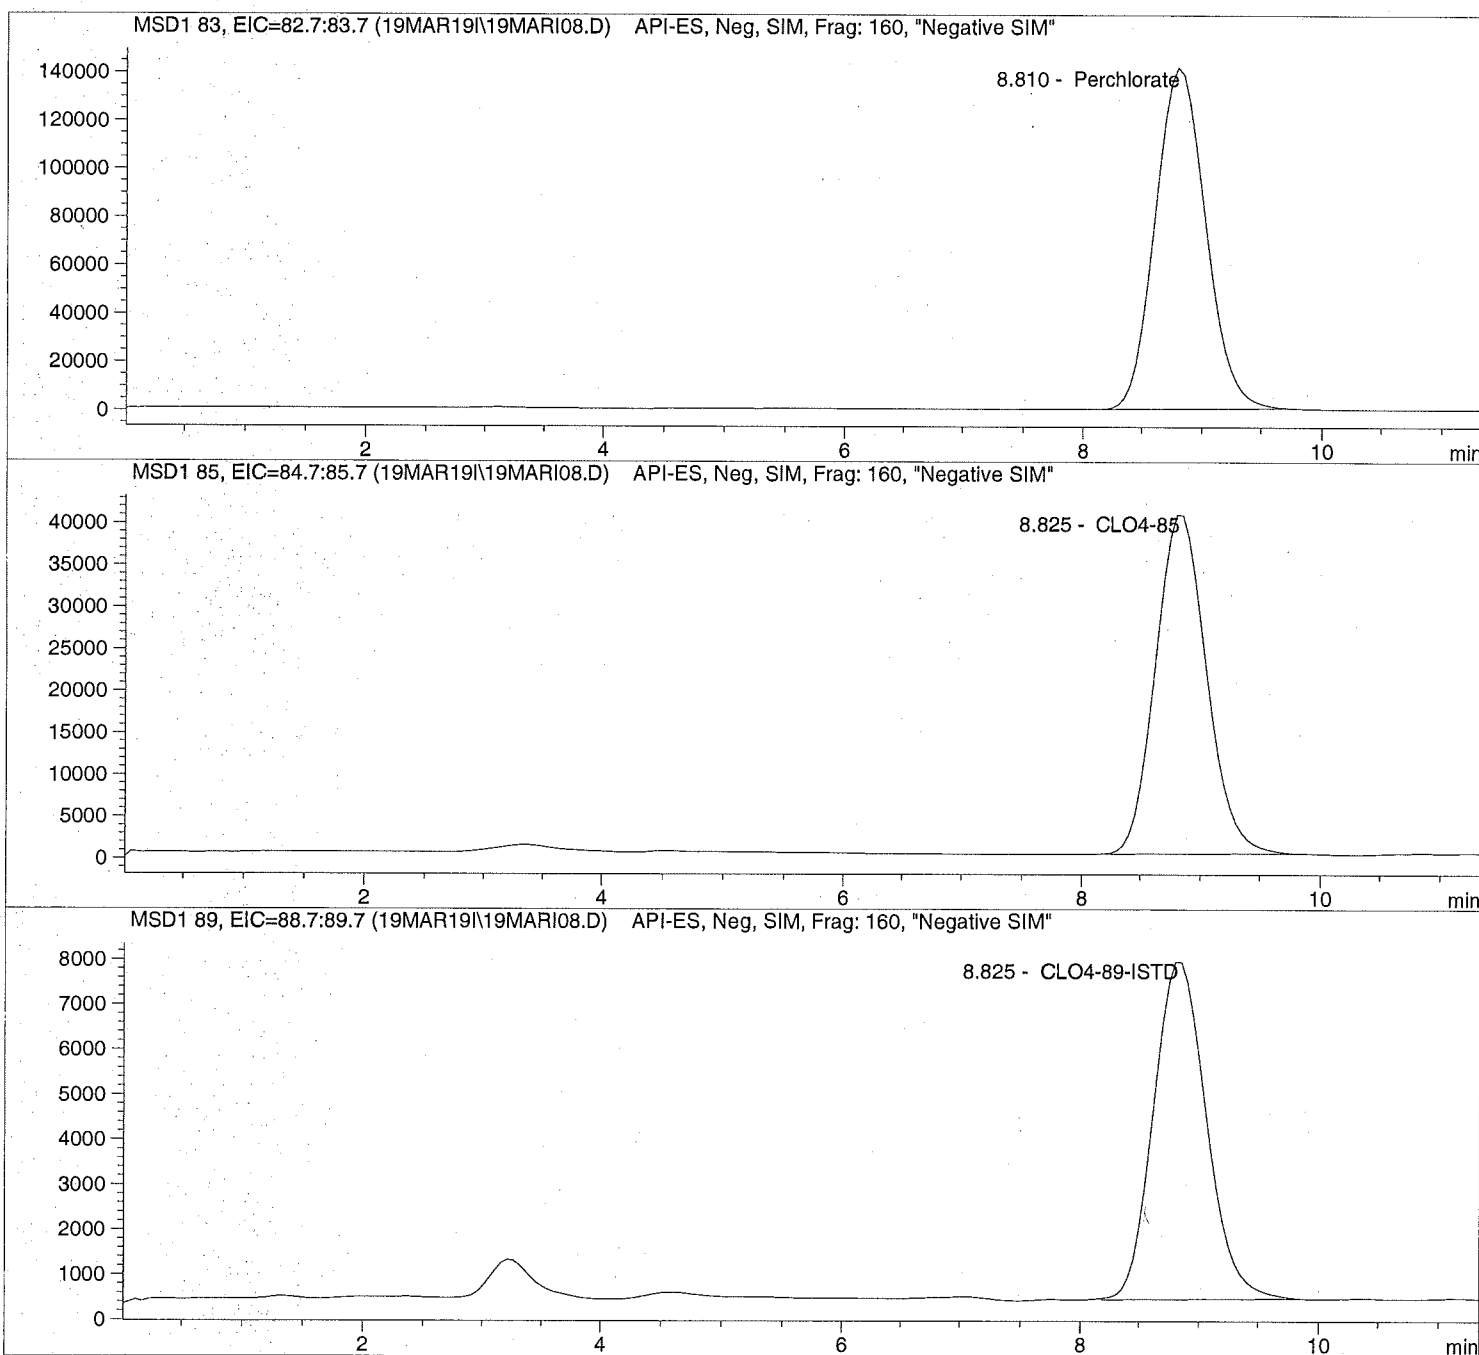 MSD1 83, EIC=82.7:83.7 (19MAR19I\19MARI08.D) API-ES, Neg, SIM, Frag: 160, "Negative SIM"
140000
8.810 - Perchlorate
120000
100000
80000
60000
40000
20000
0
2 4 6 8 10 min
MSD1 85, EIC=84.7:85.7 (19MAR19I\19MARI08.D) API-ES, Neg, SIM, Frag: 160, "Negative SIM"
40000
8.825 - CLO4-85
35000
30000
25000
20000
15000
10000
5000
0
2 4 6 8 10 min
MSD1 89, EIC=88.7:89.7 (19MAR19I\19MARI08.D) API-ES, Neg, SIM, Frag: 160, "Negative SIM"
8000
8.825 - CLO4-89-ISTD
7000
6000
5000
4000
3000
2000
1000
0
2 4 6 8 10 min